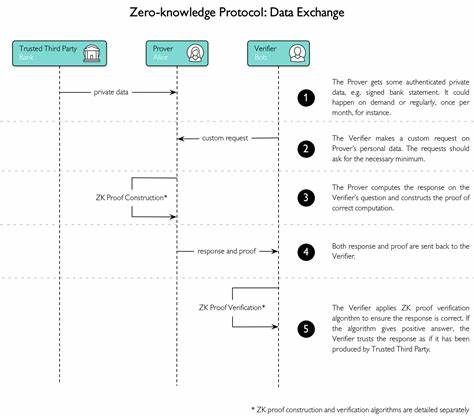 Zero-knowledge Protocol: Data Exchange
Trusted Third Party
Bank
Prover
Alice
Verifier
Bob
private data
1
The Prover gets some authenticated private
data, e.g. signed bank statement. It could
happen on demand or regularly, once per
month, for instance.
custom request
2
The Verifier makes a custom request on
Prover's personal data. The requests should
ask for the necessary minimum.
ZK Proof Construction*
3
The Prover computes the response on the
Verifier's question and constructs the proof of
correct computation.
response and proof
4
Both response and proof are sent back to the
Verifier.
ZK Proof Verification*
5
The Verifier applies ZK proof verification
algorithm to ensure the response is correct. If
the algorithm gives positive answer, the
Verifier trusts the response as if it has been
produced by Trusted Third Party.
* ZK proof construction and verification algorithms are detailed separately